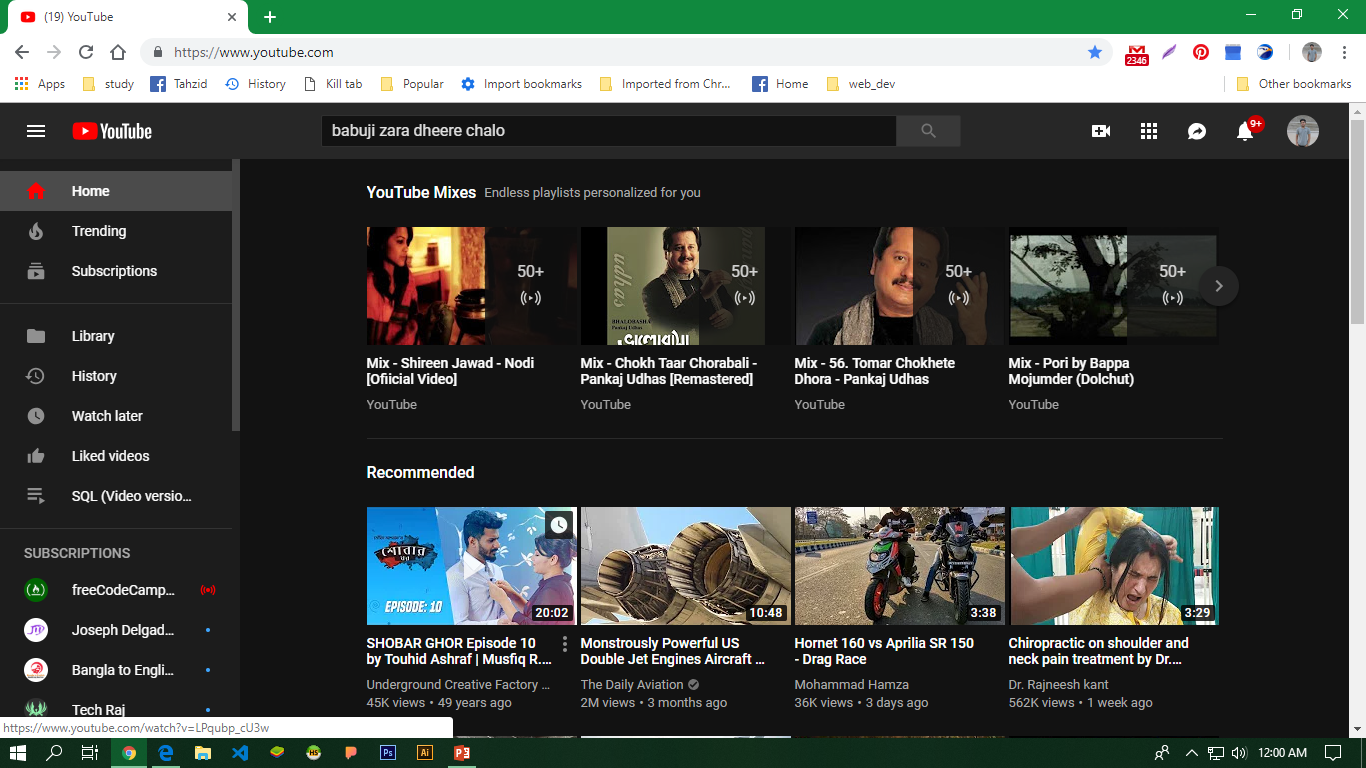 (19) YouTube
https://www.youtube.com
2346
Apps
study
Tahzid
History
Kill tab
Popular
Import bookmarks
Imported from Chr...
Home
web_dev
Other bookmarks
YouTube
babuji zara dheere chalo
9+
Home
Trending
Subscriptions
Library
History
Watch later
Liked videos
SQL (Video versio...
SUBSCRIPTIONS
freeCodeCamp...
Joseph Delgad...
Bangla to Engli...
Tech Raj
YouTube Mixes Endless playlists personalized for you
50+
udhas
BHALOBASHA
Pankaj Udhas
50+
50+
50+
Mix - Shireen Jawad - Nodi
[Ofiicial Video]
YouTube
Mix - Chokh Taar Chorabali -
Pankaj Udhas [Remastered]
YouTube
Mix - 56. Tomar Chokhete
Dhora - Pankaj Udhas
YouTube
Mix - Pori by Bappa
Mojumder (Dolchut)
YouTube
Recommended
শোবার
ঘর
EPISODE: 10
20:02
10:48
3:38
3:29
SHOBAR GHOR Episode 10
by Touhid Ashraf | Musfiq R....
Underground Creative Factory ...
45K views • 49 years ago
Monstrously Powerful US
Double Jet Engines Aircraft ...
The Daily Aviation
2M views • 3 months ago
Hornet 160 vs Aprilia SR 150
- Drag Race
Mohammad Hamza
36K views • 3 days ago
Chiropractic on shoulder and
neck pain treatment by Dr....
Dr. Rajneesh kant
562K views • 1 week ago
https://www.youtube.com/watch?v=LPqubp_cU3w
HS
Ps
Ai
12:00 AM